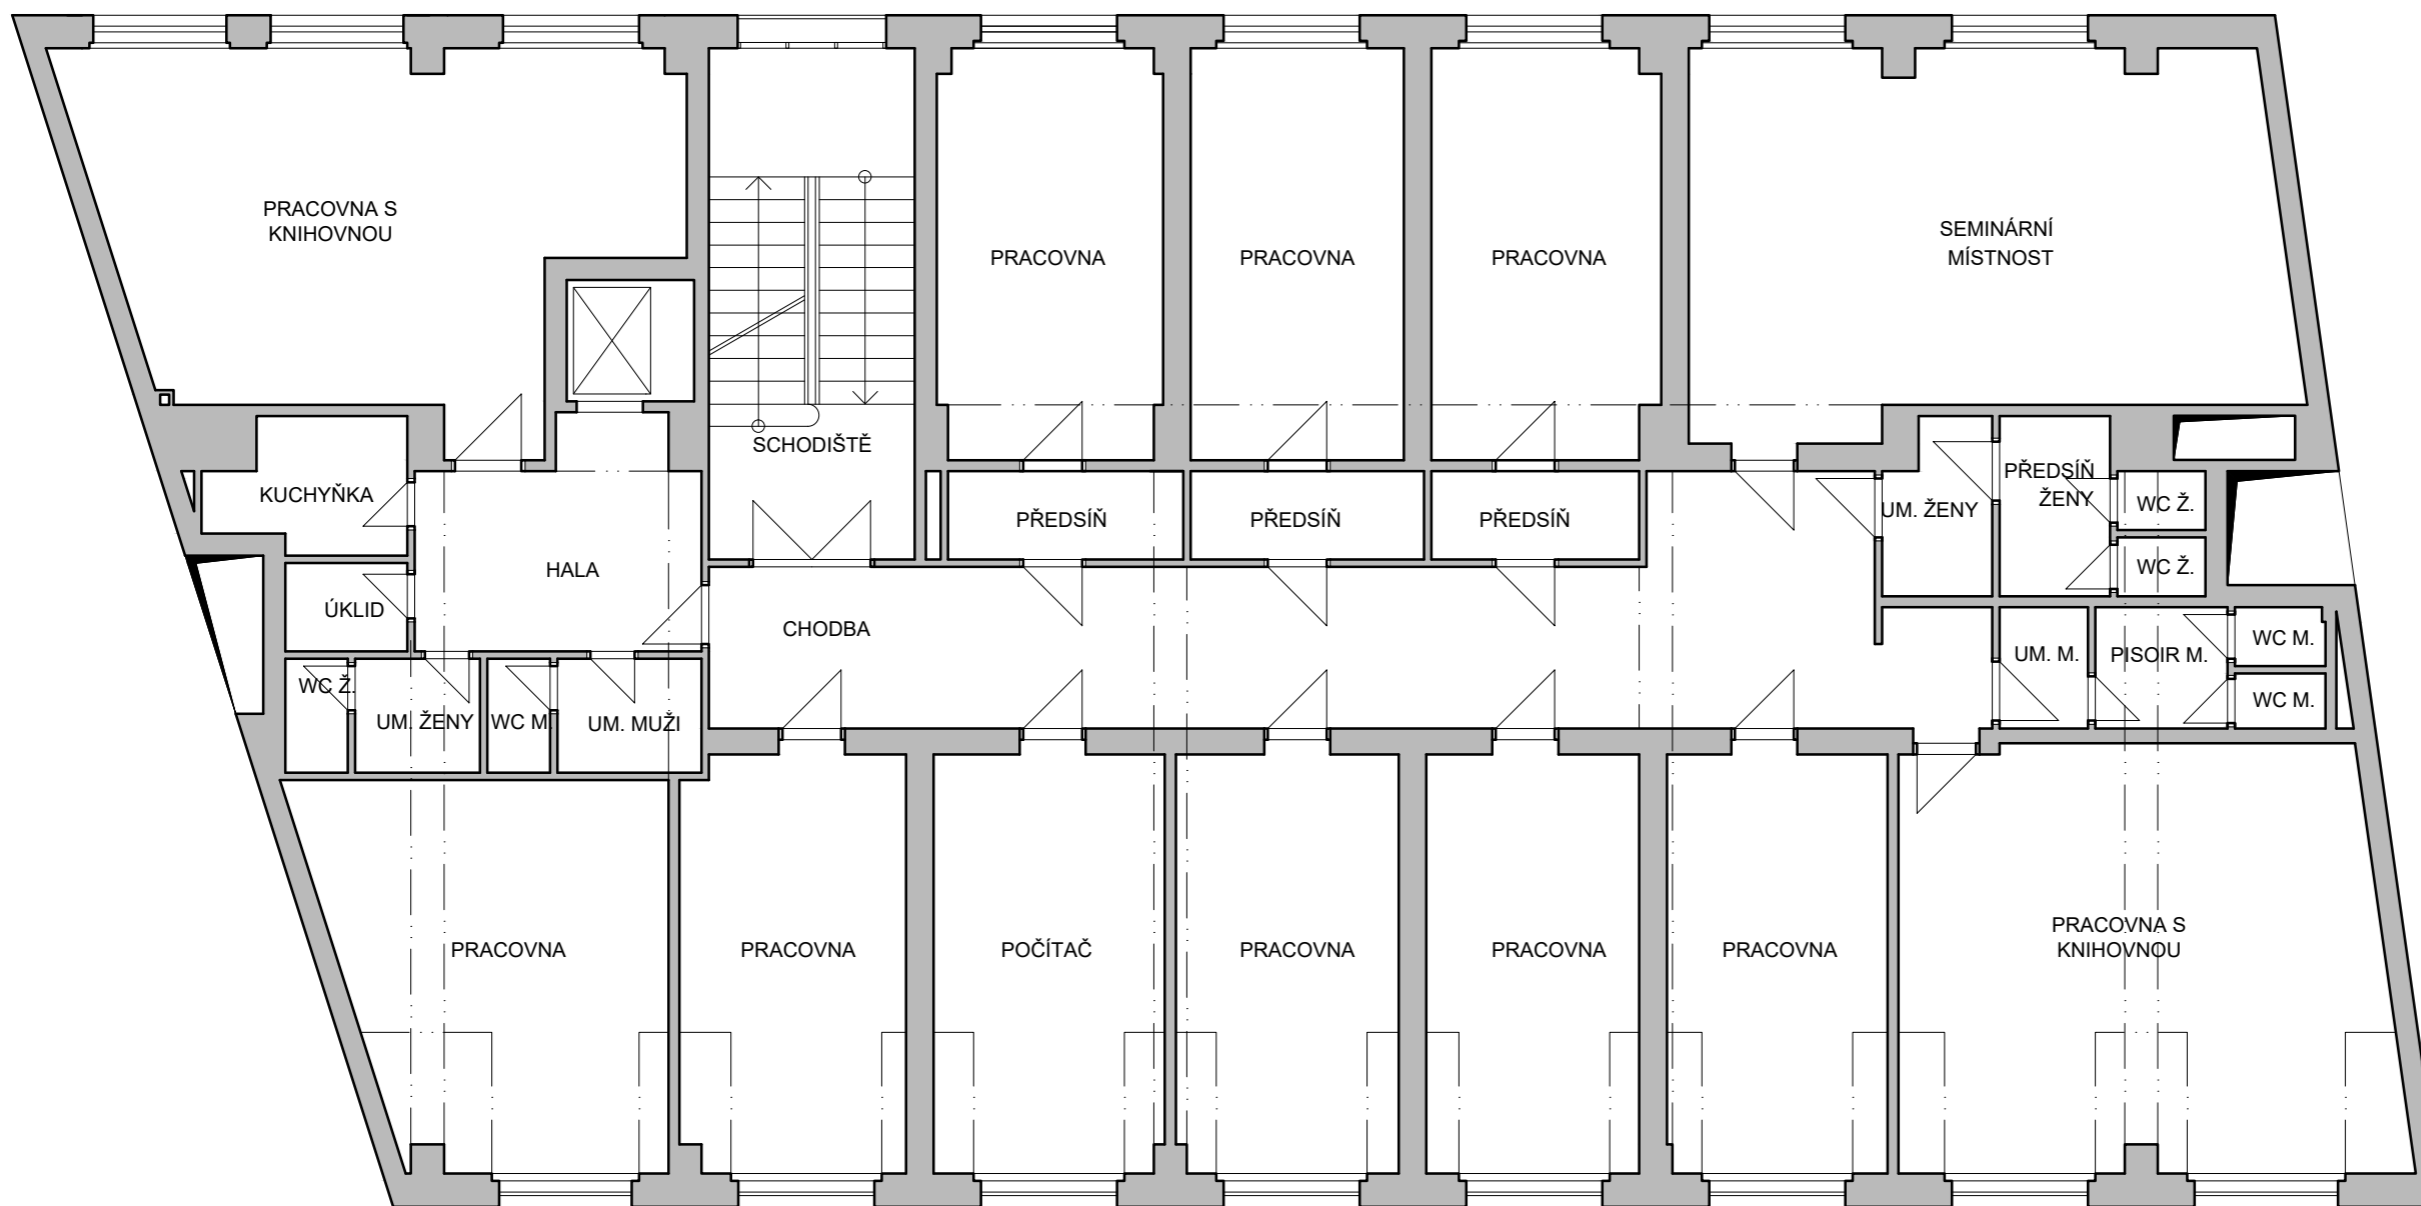 PRACOVNA S
KNIHOVNOU
PRACOVNA
PRACOVNA
PRACOVNA
SEMINÁRNÍ
MÍSTNOST
SCHODIŠTĚ
KUCHYŇKA
PŘEDSÍŇ
PŘEDSÍŇ
PŘEDSÍŇ
UM. ŽENY
PŘEDSÍŇ
ŽENY
WC Ž.
WC Ž.
HALA
ÚKLID
CHODBA
UM. M.
PISOIR M.
WC M.
WC M.
WC Ž.
UM. ŽENY
WC M.
UM. MUŽI
PRACOVNA
PRACOVNA
POČÍTAČ
PRACOVNA
PRACOVNA
PRACOVNA
PRACOVNA S
KNIHOVNOU